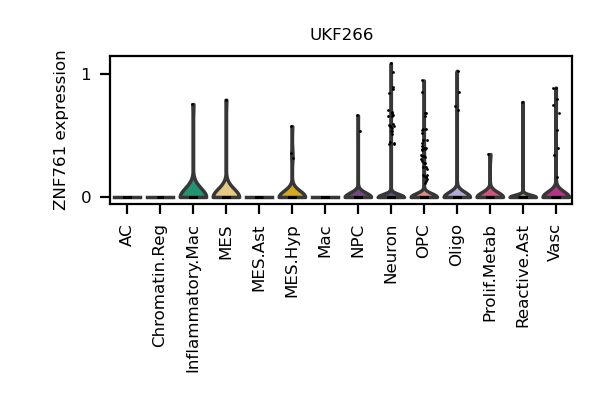 UKF266
ZNF761 expression
1
0
AC
Chromatin.Reg
Inflammatory.Mac
MES
MES.Ast
MES.Hyp
Mac
NPC
Neuron
OPC
Oligo
Prolif.Metab
Reactive.Ast
Vasc